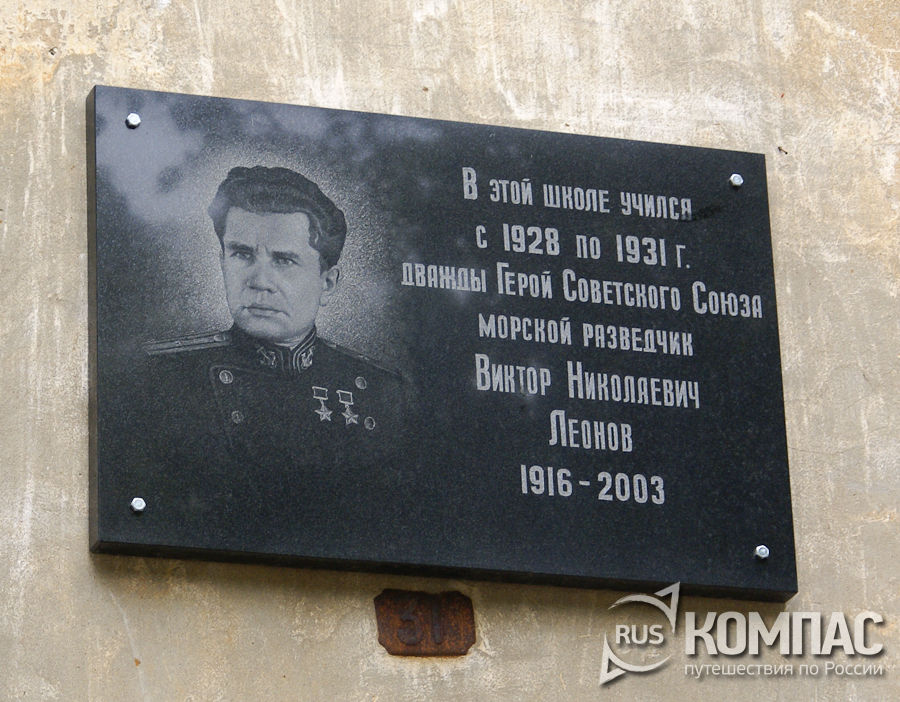 В этой школе учился
с 1928 по 1931 г.
дважды Герой Советского Союза
морской разведчик
Виктор Николаевич
Леонов
1916 - 2003
31
RUS КОМПАС
путешествия по России